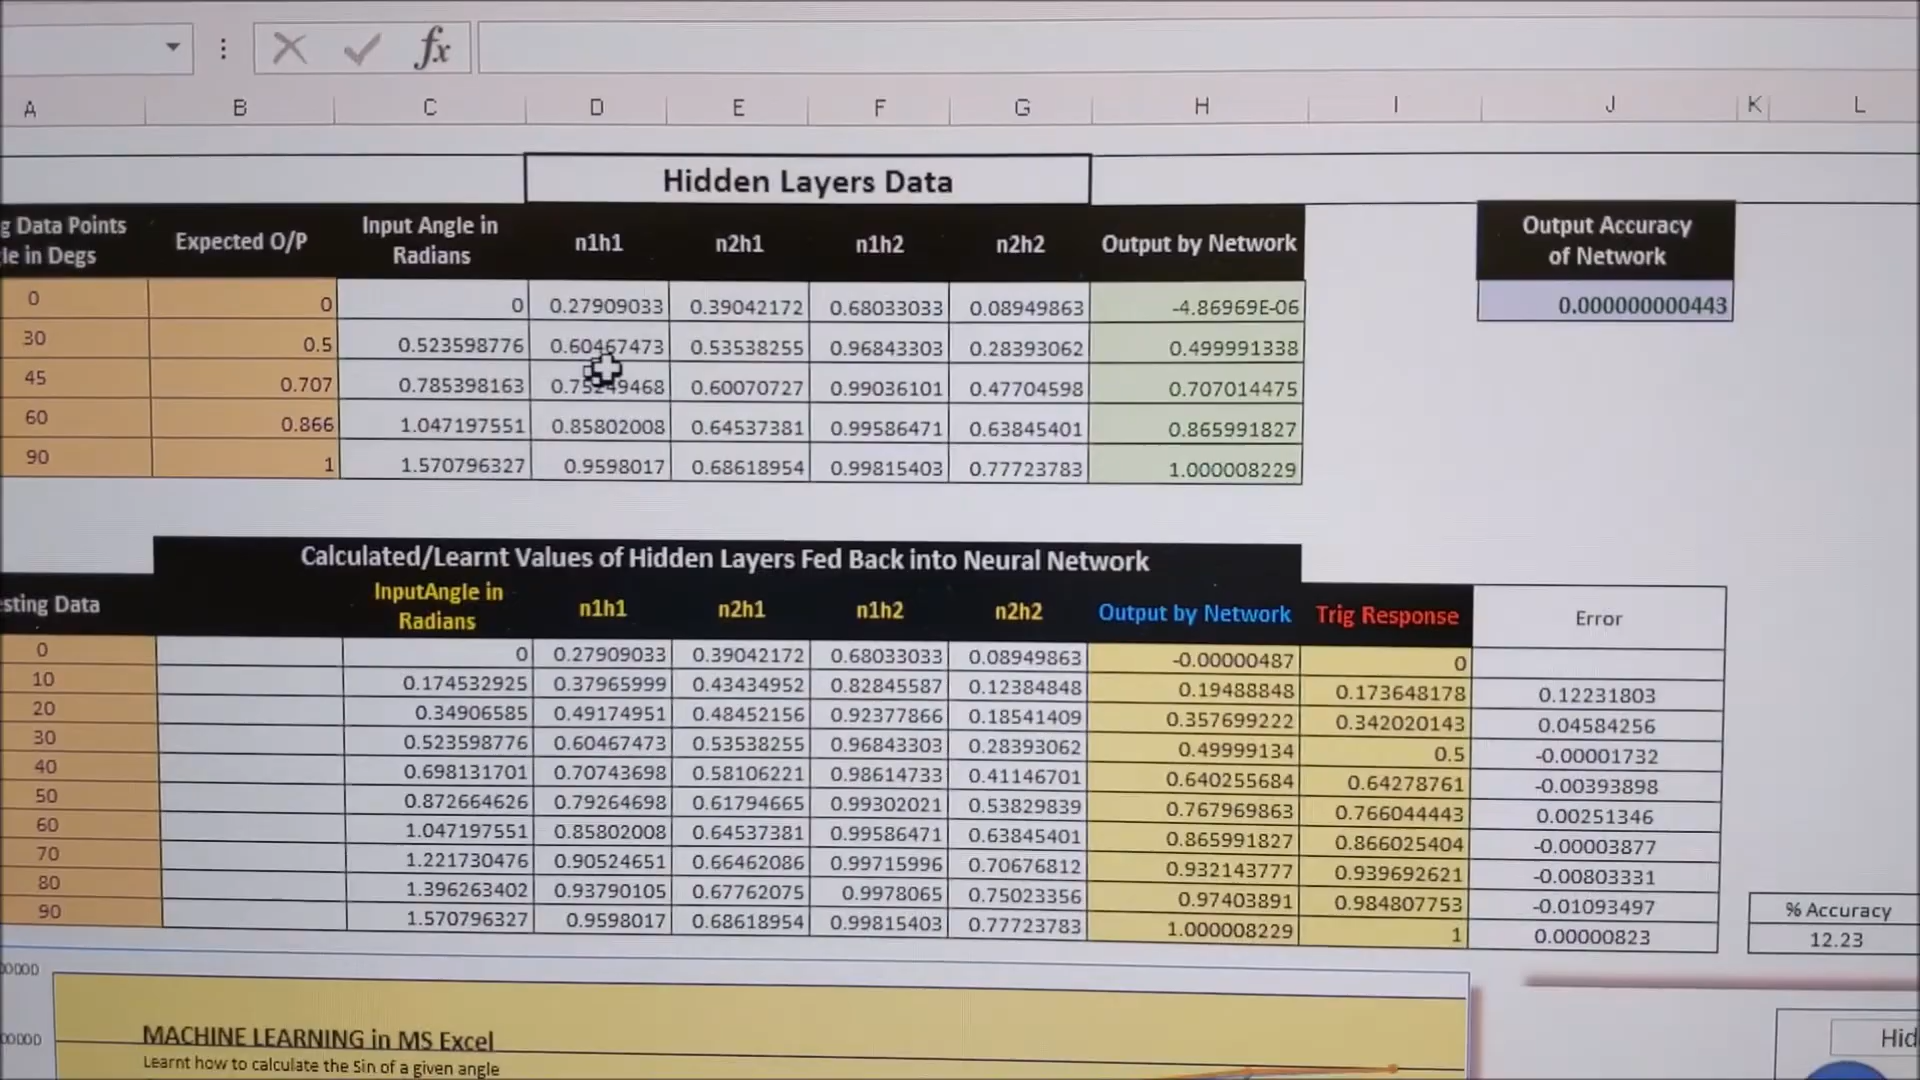 fx
A B C D E F G H I J K L
Hidden Layers Data
g Data Points
le in Degs
Expected O/P
Input Angle in
Radians
n1h1 n2h1 n1h2 n2h2 Output by Network
Output Accuracy
of Network
0 0 0 0.27909033 0.39042172 0.68033033 0.08949863 -4.86969E-06 0.000000000443
30 0.5 0.523598776 0.60467473 0.53538255 0.96843303 0.28393062 0.499991338
45 0.707 0.785398163 0.75249468 0.60070727 0.99036101 0.47704598 0.707014475
60 0.866 1.047197551 0.85802008 0.64537381 0.99586471 0.63845401 0.865991827
90 1 1.570796327 0.9598017 0.68618954 0.99815403 0.77723783 1.000008229
Calculated/Learnt Values of Hidden Layers Fed Back into Neural Network
esting Data
InputAngle in
Radians
n1h1 n2h1 n1h2 n2h2 Output by Network Trig Response Error
0 0 0.27909033 0.39042172 0.68033033 0.08949863 -0.00000487 0
10 0.174532925 0.37965999 0.43434952 0.82845587 0.12384848 0.19488848 0.173648178 0.12231803
20 0.34906585 0.49174951 0.48452156 0.92377866 0.18541409 0.357699222 0.342020143 0.04584256
30 0.523598776 0.60467473 0.53538255 0.96843303 0.28393062 0.49999134 0.5 -0.00001732
40 0.698131701 0.70743698 0.58106221 0.98614733 0.41146701 0.640255684 0.64278761 -0.00393898
50 0.872664626 0.79264698 0.61794665 0.99302021 0.53829839 0.767969863 0.766044443 0.00251346
60 1.047197551 0.85802008 0.64537381 0.99586471 0.63845401 0.865991827 0.866025404 -0.00003877
70 1.221730476 0.90524651 0.66462086 0.99715996 0.70676812 0.932143777 0.939692621 -0.00803331
80 1.396263402 0.93790105 0.67762075 0.9978065 0.75023356 0.97403891 0.984807753 -0.01093497
90 1.570796327 0.9598017 0.68618954 0.99815403 0.77723783 1.000008229 1 0.00000823
% Accuracy
12.23
00000
00000
MACHINE LEARNING in MS Excel
Learnt how to calculate the Sin of a given angle
Hid